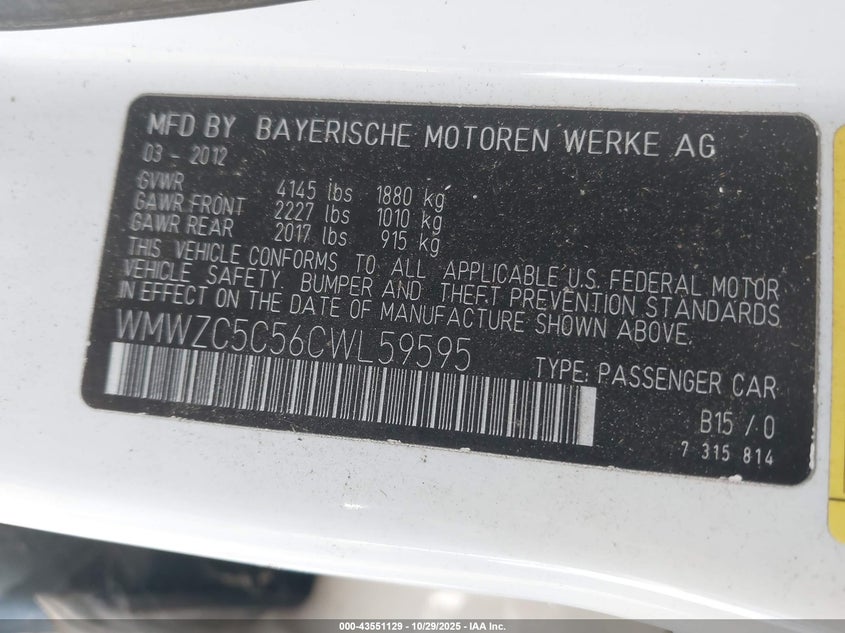 MFD BY BAYERISCHE MOTOREN WERKE AG
03 - 2012
GVWR 4145 lbs 1880 kg
GAWR FRONT 2227 lbs 1010 kg
GAWR REAR 2017 lbs 915 kg
THIS VEHICLE CONFORMS TO ALL APPLICABLE U.S. FEDERAL MOTOR
VEHICLE SAFETY, BUMPER AND THEFT PREVENTION STANDARDS
IN EFFECT ON THE DATE OF MANUFACTURE SHOWN ABOVE.
WMWZC5C56CWL59595
TYPE: PASSENGER CAR
B15 / 0
7 315 814
000-43551129 - 10/29/2025 - IAA Inc.